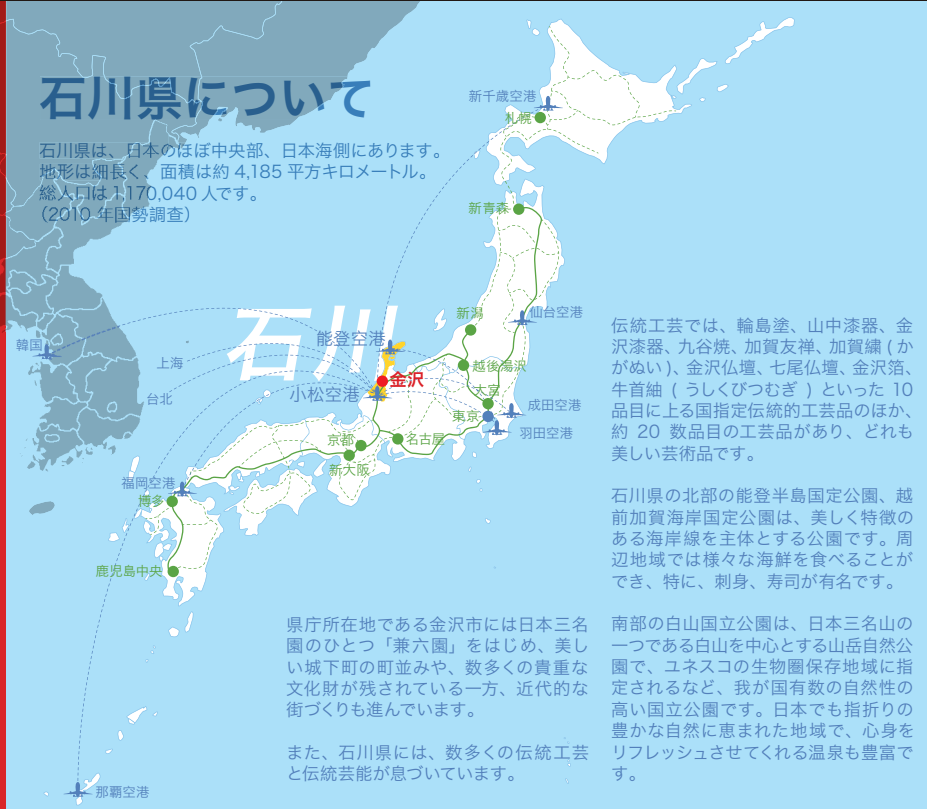 石川県について
石川県は、日本のほぼ中央部、日本海側にあります。
地形は細長く、面積は約 4,185 平方キロメートル。
総人口は 1,170,040 人です。
（2010 年国勢調査）
新千歳空港
札幌
新青森
仙台空港
新潟
越後湯沢
大宮
東京
成田空港
羽田空港
石川
能登空港
金沢
小松空港
京都
名古屋
新大阪
韓国
上海
台北
福岡空港
博多
鹿児島中央
那覇空港
県庁所在地である金沢市には日本三名
園のひとつ「兼六園」をはじめ、美し
い城下町の町並みや、数多くの貴重な
文化財が残されている一方、近代的な
街づくりも進んでいます。
また、石川県には、数多くの伝統工芸
と伝統芸能が息づいています。
伝統工芸では、輪島塗、山中漆器、金
沢漆器、九谷焼、加賀友禅、加賀繍 ( か
がぬい )、金沢仏壇、七尾仏壇、金沢箔、
牛首紬 ( うしくびつむぎ ) といった 10
品目に上る国指定伝統的工芸品のほか、
約 20 数品目の工芸品があり、どれも
美しい芸術品です。
石川県の北部の能登半島国定公園、越
前加賀海岸国定公園は、美しく特徴の
ある海岸線を主体とする公園です。周
辺地域では様々な海鮮を食べることが
でき、特に、刺身、寿司が有名です。
南部の白山国立公園は、日本三名山の
一つである白山を中心とする山岳自然公
園で、ユネスコの生物圏保存地域に指
定されるなど、我が国有数の自然性の
高い国立公園です。日本でも指折りの
豊かな自然に恵まれた地域で、心身を
リフレッシュさせてくれる温泉も豊富で
す。